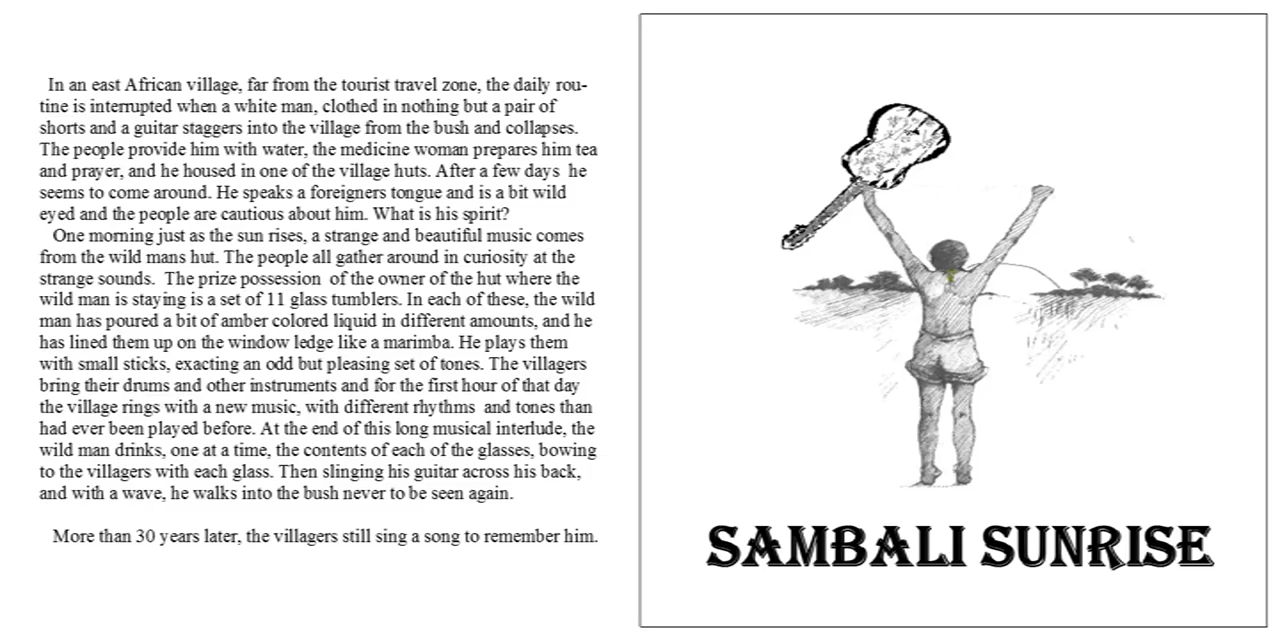 In an east African village, far from the tourist travel zone, the daily rou-
tine is interrupted when a white man, clothed in nothing but a pair of
shorts and a guitar staggers into the village from the bush and collapses.
The people provide him with water, the medicine woman prepares him tea
and prayer, and he housed in one of the village huts. After a few days he
seems to come around. He speaks a foreigners tongue and is a bit wild
eyed and the people are cautious about him. What is his spirit?
One morning just as the sun rises, a strange and beautiful music comes
from the wild mans hut. The people all gather around in curiosity at the
strange sounds. The prize possession of the owner of the hut where the
wild man is staying is a set of 11 glass tumblers. In each of these, the wild
man has poured a bit of amber colored liquid in different amounts, and he
has lined them up on the window ledge like a marimba. He plays them
with small sticks, exacting an odd but pleasing set of tones. The villagers
bring their drums and other instruments and for the first hour of that day
the village rings with a new music, with different rhythms and tones than
had ever been played before. At the end of this long musical interlude, the
wild man drinks, one at a time, the contents of each of the glasses, bowing
to the villagers with each glass. Then slinging his guitar across his back,
and with a wave, he walks into the bush never to be seen again.
More than 30 years later, the villagers still sing a song to remember him.
SAMBALI SUNRISE